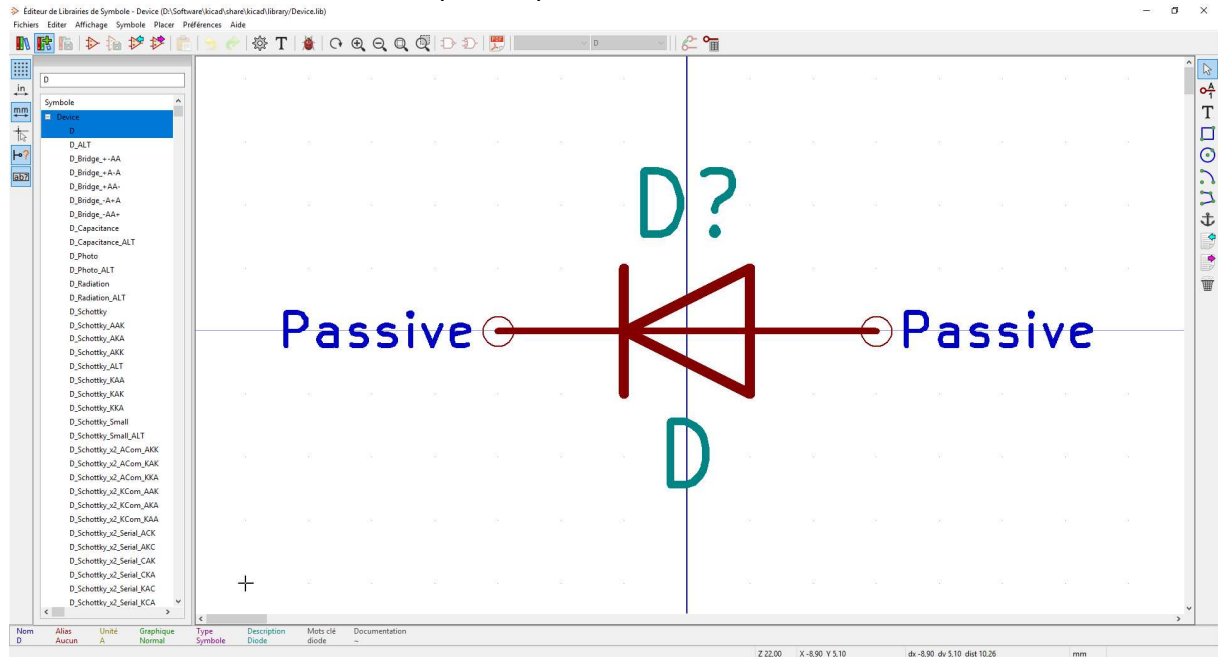 Éditeur de Librairies de Symbole - Device (D:\Software\kicad\share\kicad\library/Device.lib)
Fichiers Editer Affichage Symbole Placer Préférences Aide
T PDF D
in
mm
ab?
D
Symbole
Device
D
D_ALT
D_Bridge_+-AA
D_Bridge_+A-A
D_Bridge_+AA-
D_Bridge_-A+A
D_Bridge_-AA+
D_Capacitance
D_Capacitance_ALT
D_Photo
D_Photo_ALT
D_Radiation
D_Radiation_ALT
D_Schottky
D_Schottky_AAK
D_Schottky_AKA
D_Schottky_AKK
D_Schottky_ALT
D_Schottky_KAA
D_Schottky_KAK
D_Schottky_KKA
D_Schottky_Small
D_Schottky_Small_ALT
D_Schottky_x2_ACom_AKK
D_Schottky_x2_ACom_KAK
D_Schottky_x2_ACom_KKA
D_Schottky_x2_KCom_AAK
D_Schottky_x2_KCom_AKA
D_Schottky_x2_KCom_KAA
D_Schottky_x2_Serial_ACK
D_Schottky_x2_Serial_AKC
D_Schottky_x2_Serial_CAK
D_Schottky_x2_Serial_CKA
D_Schottky_x2_Serial_KAC
D_Schottky_x2_Serial_KCA
D?
Passive Passive
D
A
1
T
Nom Alias Unité Graphique Type Description Mots clé Documentation
D Aucun A Normal Symbole Diode diode –
Z 22,00 X -8,90 Y 5,10 dx -8,90 dy 5,10 dist 10,26 mm